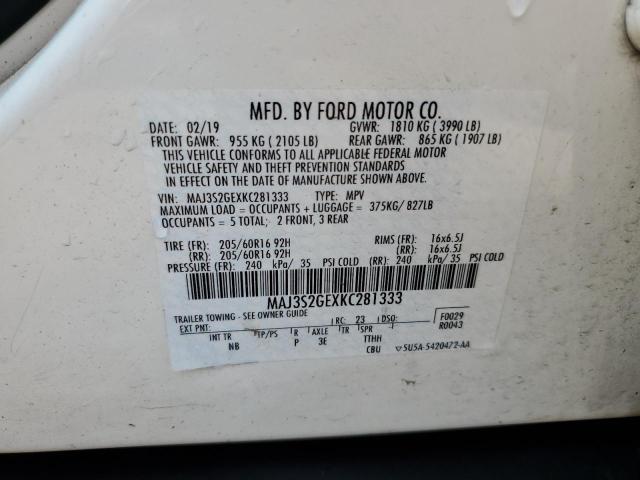 MFD. BY FORD MOTOR CO.
DATE: 02/19 GVWR: 1810 KG ( 3990 LB)
FRONT GAWR: 955 KG ( 2105 LB) REAR GAWR: 865 KG ( 1907 LB)
THIS VEHICLE CONFORMS TO ALL APPLICABLE FEDERAL MOTOR
VEHICLE SAFETY AND THEFT PREVENTION STANDARDS
IN EFFECT ON THE DATE OF MANUFACTURE SHOWN ABOVE.
VIN: MAJ3S2GEXKC281333 TYPE: MPV
MAXIMUM LOAD = OCCUPANTS + LUGGAGE = 375KG/ 827LB
OCCUPANTS = 5 TOTAL; 2 FRONT, 3 REAR
TIRE (FR): 205/60R16 92H RIMS (FR): 16x6.5J
(RR): 205/60R16 92H (RR): 16x6.5J
PRESSURE (FR): 240 kPa/ 35 PSI COLD (RR): 240 kPa/ 35 PSI COLD
MAJ3S2GEXKC281333
TRAILER TOWING - SEE OWNER GUIDE
EXT PNT: RC: 23 DSO: F0029
R0043
INT TR TP/PS R AXLE TR SPR
NB P 3E TTHH
CBU 5U5A-5420472-AA